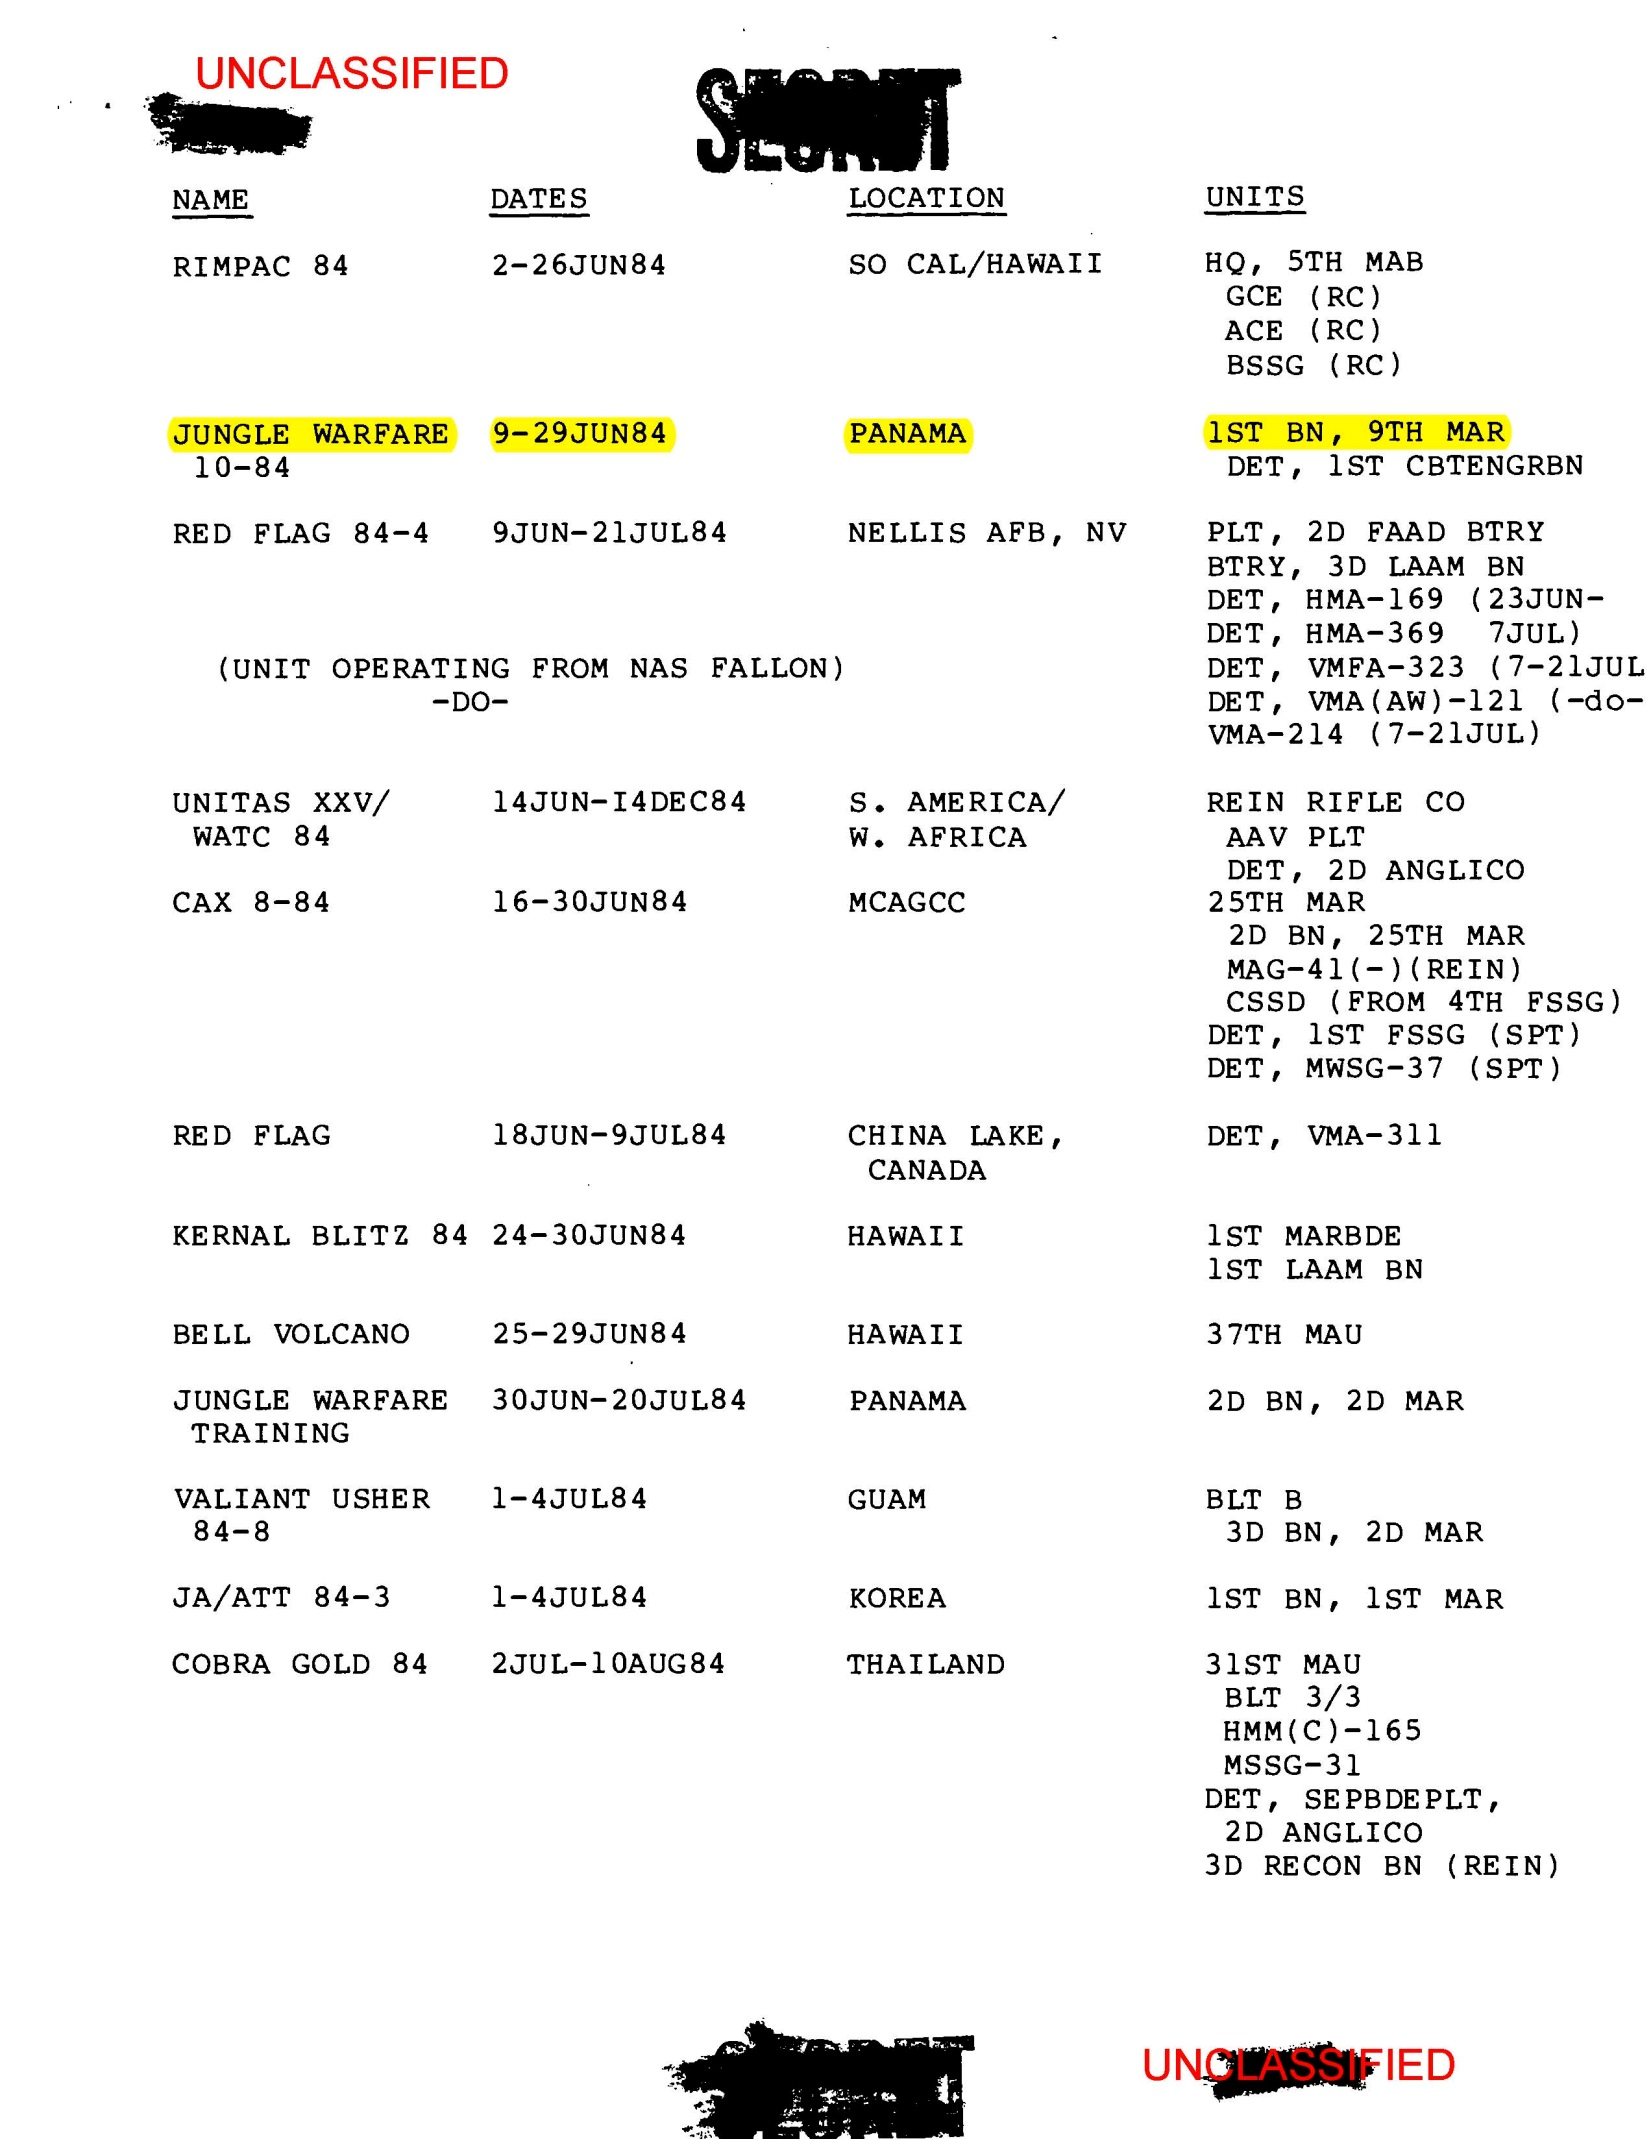 UNCLASSIFIED
SECRET
NAME DATES LOCATION UNITS
RIMPAC 84 2-26JUN84 SO CAL/HAWAII HQ, 5TH MAB
GCE (RC)
ACE (RC)
BSSG (RC)
JUNGLE WARFARE 9-29JUN84 PANAMA 1ST BN, 9TH MAR
10-84 DET, 1ST CBTENGRBN
RED FLAG 84-4 9JUN-21JUL84 NELLIS AFB, NV PLT, 2D FAAD BTRY
BTRY, 3D LAAM BN
DET, HMA-169 (23JUN-
DET, HMA-369 7JUL)
(UNIT OPERATING FROM NAS FALLON) DET, VMFA-323 (7-21JUL
-DO- DET, VMA(AW)-121 (-do-
VMA-214 (7-21JUL)
UNITAS XXV/ 14JUN-I4DEC84 S. AMERICA/ REIN RIFLE CO
WATC 84 W. AFRICA AAV PLT
DET, 2D ANGLICO
CAX 8-84 16-30JUN84 MCAGCC 25TH MAR
2D BN, 25TH MAR
MAG-41(-)(REIN)
CSSD (FROM 4TH FSSG)
DET, 1ST FSSG (SPT)
DET, MWSG-37 (SPT)
RED FLAG 18JUN-9JUL84 CHINA LAKE, DET, VMA-311
CANADA
KERNAL BLITZ 84 24-30JUN84 HAWAII 1ST MARBDE
1ST LAAM BN
BELL VOLCANO 25-29JUN84 HAWAII 37TH MAU
JUNGLE WARFARE 30JUN-20JUL84 PANAMA 2D BN, 2D MAR
TRAINING
VALIANT USHER 1-4JUL84 GUAM BLT B
84-8 3D BN, 2D MAR
JA/ATT 84-3 1-4JUL84 KOREA 1ST BN, 1ST MAR
COBRA GOLD 84 2JUL-10AUG84 THAILAND 31ST MAU
BLT 3/3
HMM(C)-165
MSSG-31
DET, SEPBDEPLT,
2D ANGLICO
3D RECON BN (REIN)
UNCLASSIFIED